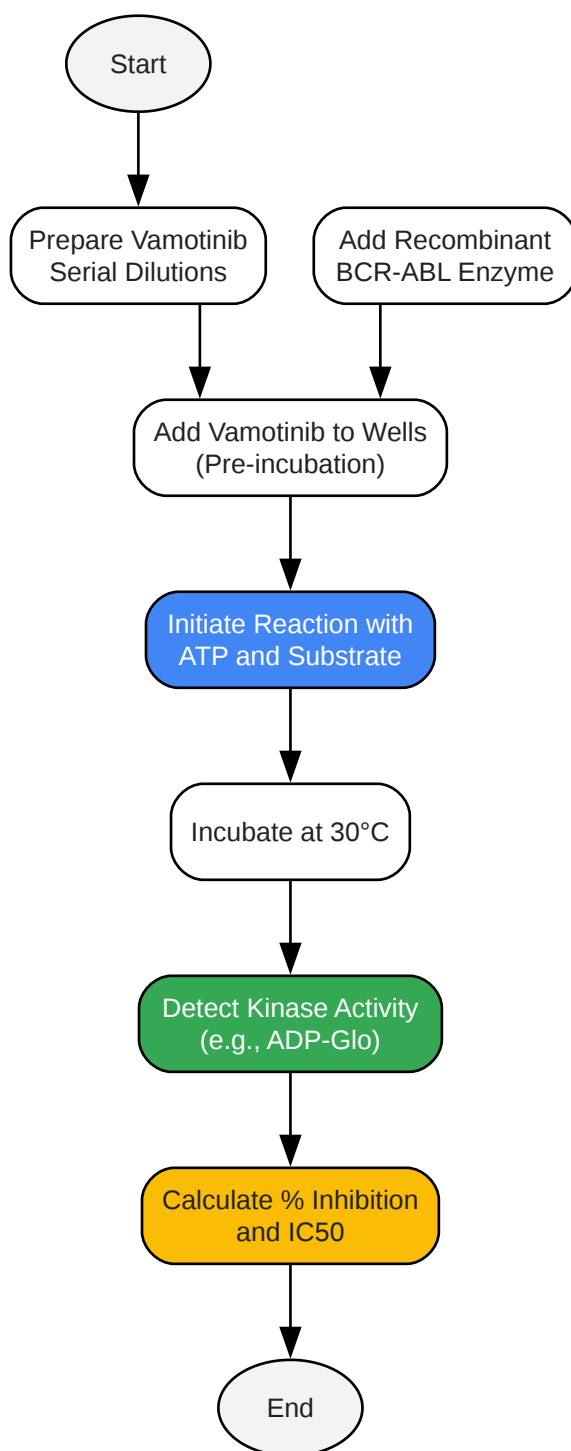 Start
Prepare Vamotinib
Serial Dilutions
Add Recombinant
BCR-ABL Enzyme
Add Vamotinib to Wells
(Pre-incubation)
Initiate Reaction with
ATP and Substrate
Incubate at 30°C
Detect Kinase Activity
(e.g., ADP-Glo)
Calculate % Inhibition
and IC50
End